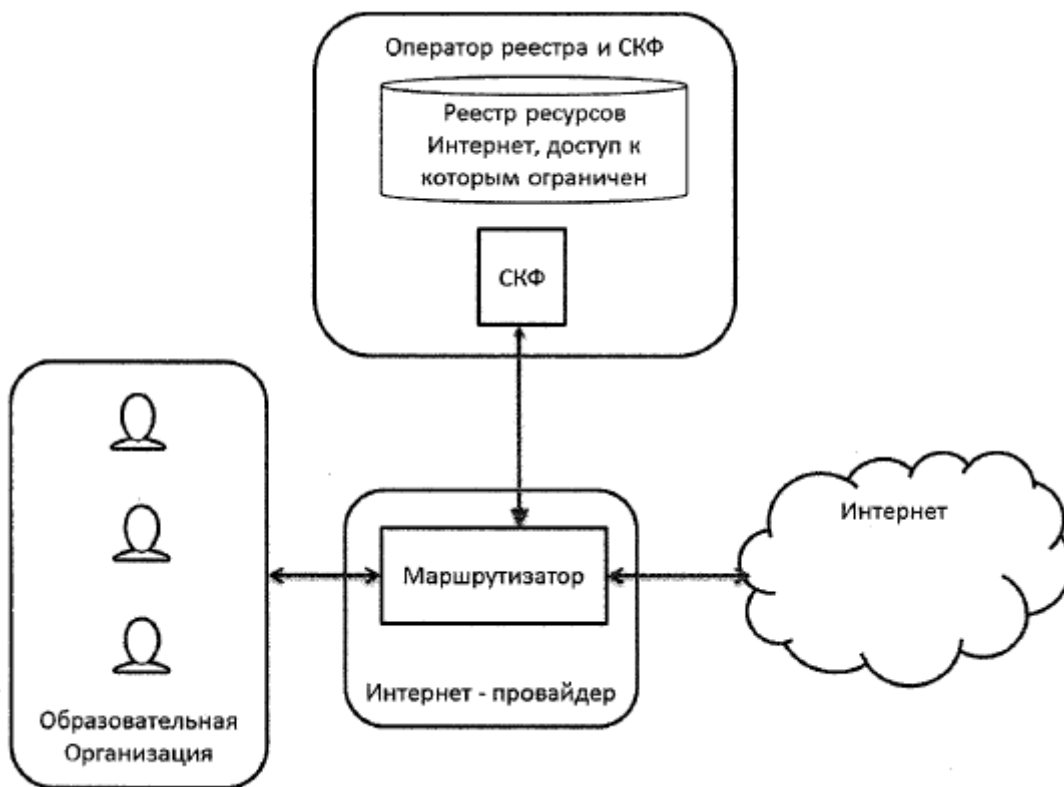 Оператор реестра и СКФ
Реестр ресурсов
Интернет, доступ к
которым ограничен
СКФ
Интернет
Маршрутизатор
Интернет - провайдер
Образовательная
Организация